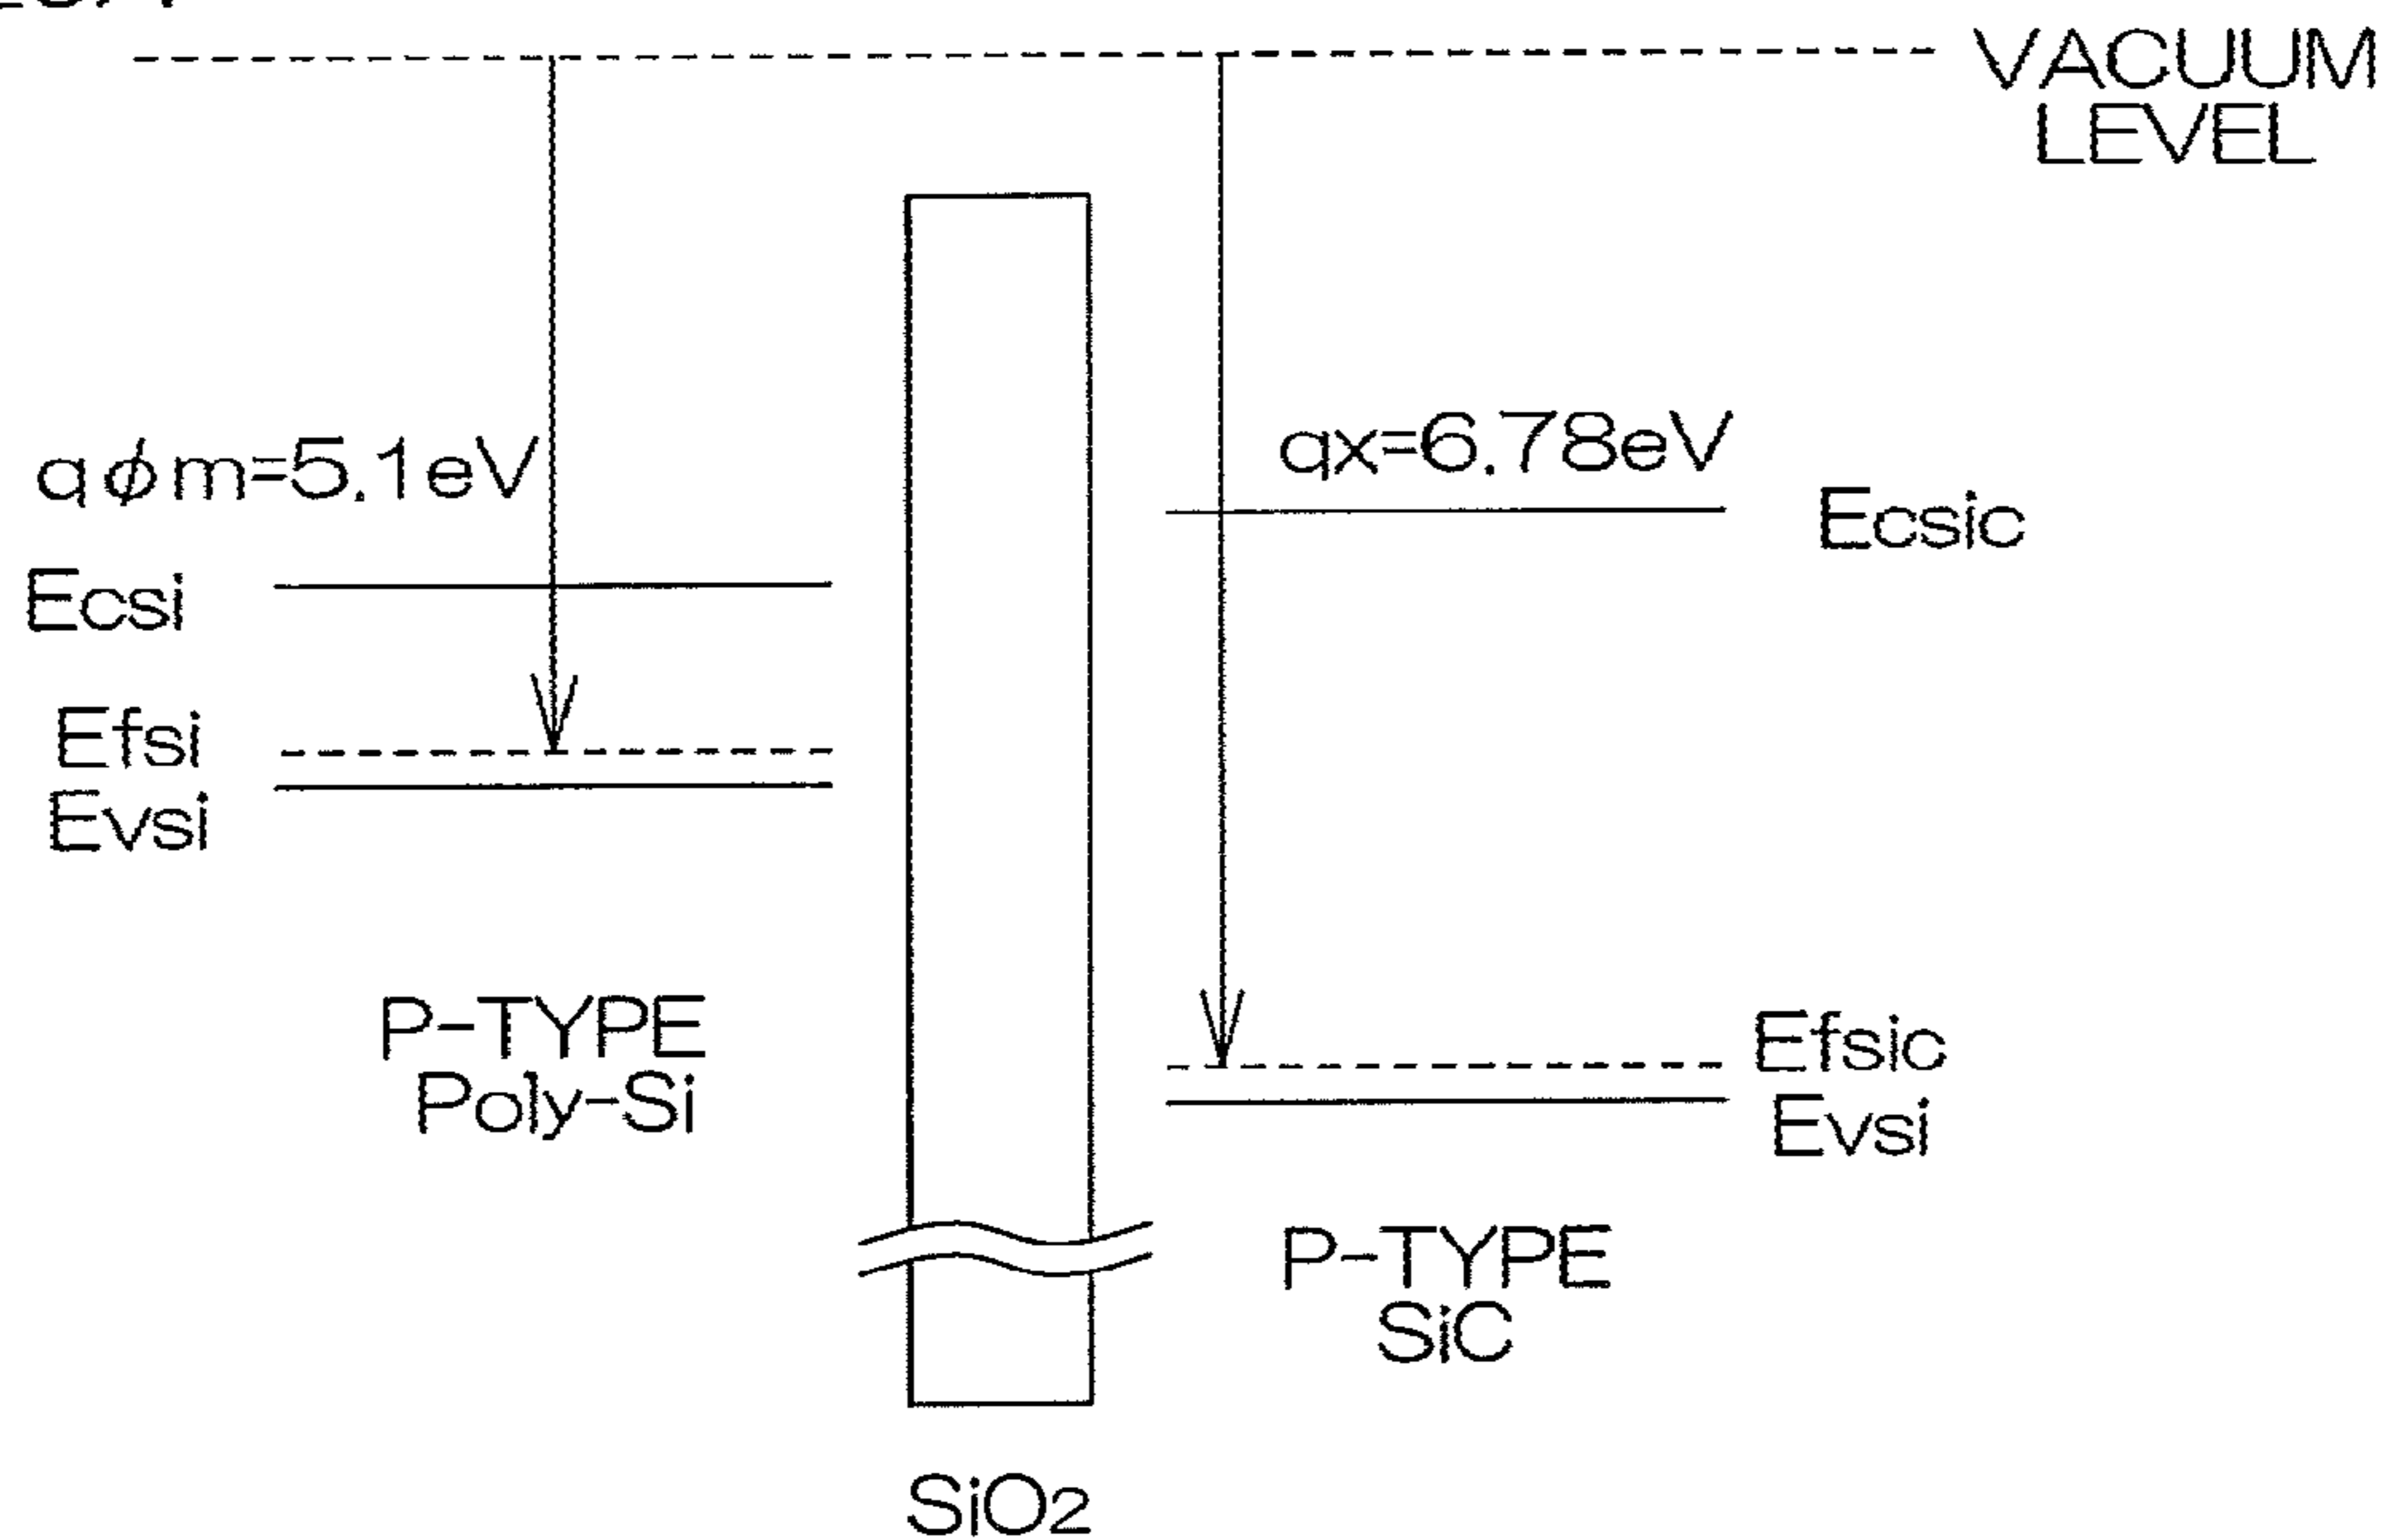 VACUUM
LEVEL
qϕm=5.1eV
qx=6.78eV
Ecsic
Ecsi
Efsi
Evsi
P-TYPE
Poly-Si
Efsic
Evsi
P-TYPE
SiC
SiO2